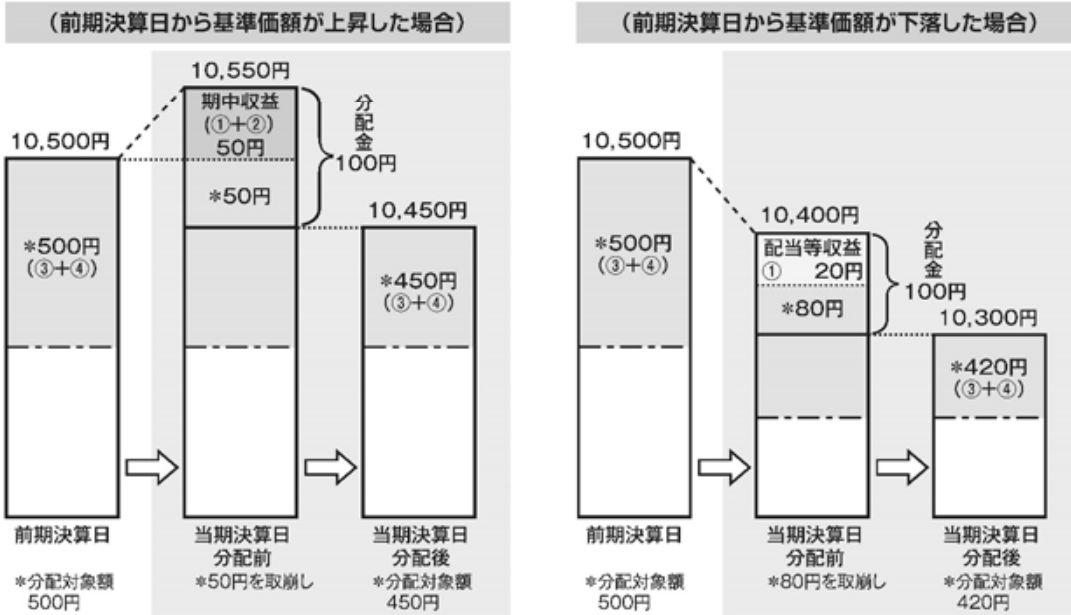 (前期決算日から基準価額が上昇した場合)
10,550円
期中収益
(①+②)
50円
分配金
100円
10,500円
*50円
10,450円
*500円
(③+④)
*450円
(③+④)
前期決算日
当期決算日
分配前
当期決算日
分配後
*分配対象額
500円
*50円を取崩し
*分配対象額
450円
(前期決算日から基準価額が下落した場合)
10,500円
10,400円
配当等収益
① 20円
分配金
100円
*500円
(③+④)
*80円
10,300円
*420円
(③+④)
前期決算日
当期決算日
分配前
当期決算日
分配後
*分配対象額
500円
*80円を取崩し
*分配対象額
420円